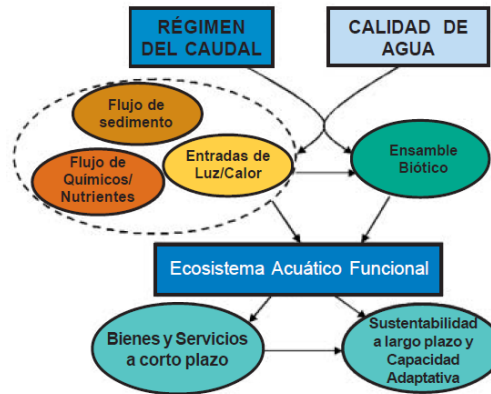 RÉGIMEN
DEL CAUDAL
CALIDAD DE
AGUA
Flujo de
sedimento
Flujo de
Químicos/
Nutrientes
Entradas de
Luz/Calor
Ensamble
Biótico
Ecosistema Acuático Funcional
Bienes y Servicios
a corto plazo
Sustentabilidad
a largo plazo y
Capacidad
Adaptativa